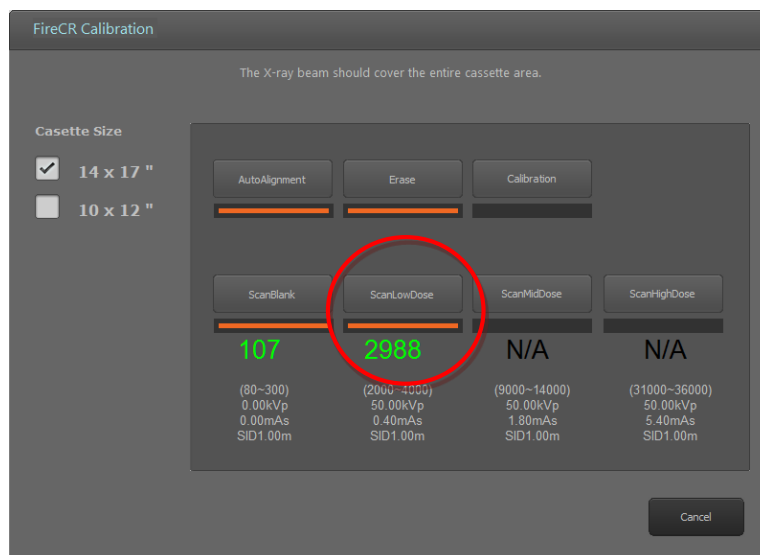 FireCR Calibration
The X-ray beam should cover the entire cassette area.
Casette Size
14 x 17 "
10 x 12 "
AutoAlignment
Erase
Calibration
ScanBlank
ScanLowDose
ScanMidDose
ScanHighDose
107
2988
N/A
N/A
(80~300)
0.00kVp
0.00mAs
SID1.00m
(2000~4000)
50.00kVp
0.40mAs
SID1.00m
(9000~14000)
50.00kVp
1.80mAs
SID1.00m
(31000~36000)
50.00kVp
5.40mAs
SID1.00m
Cancel